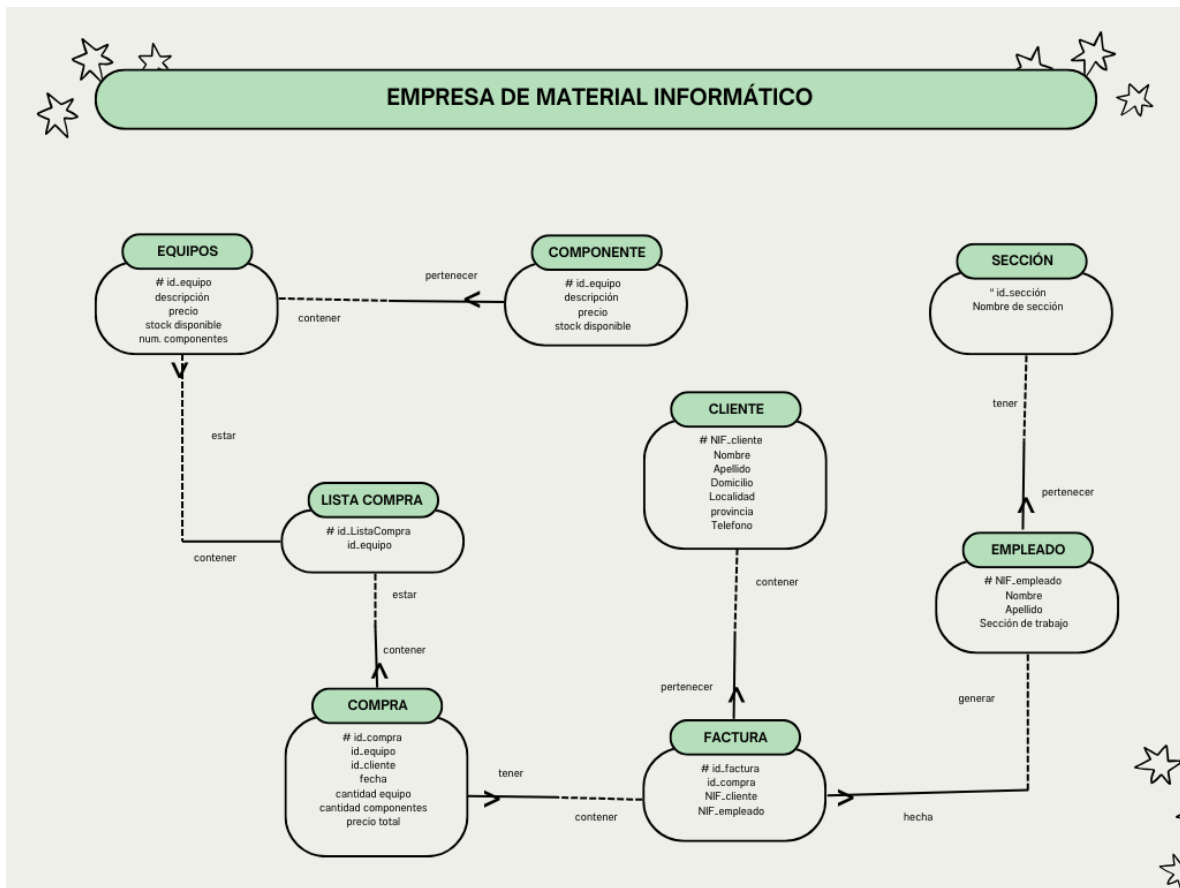 EMPRESA DE MATERIAL INFORMÁTICO
EQUIPOS
# id_equipo
descripción
precio
stock disponible
num. componentes
pertenecer
contener
COMPONENTE
# id_equipo
descripción
precio
stock disponible
SECCIÓN
" id_sección
Nombre de sección
estar
contener
LISTA COMPRA
# id_ListaCompra
id_equipo
CLIENTE
# NIF_cliente
Nombre
Apellido
Domicilio
Localidad
provincia
Telefono
tener
pertenecer
EMPLEADO
# NIF_empleado
Nombre
Apellido
Sección de trabajo
estar
contener
contener
pertenecer
generar
COMPRA
# id_compra
id_equipo
id_cliente
fecha
cantidad equipo
cantidad componentes
precio total
tener
contener
FACTURA
# id_factura
id_compra
NIF_cliente
NIF_empleado
hecha